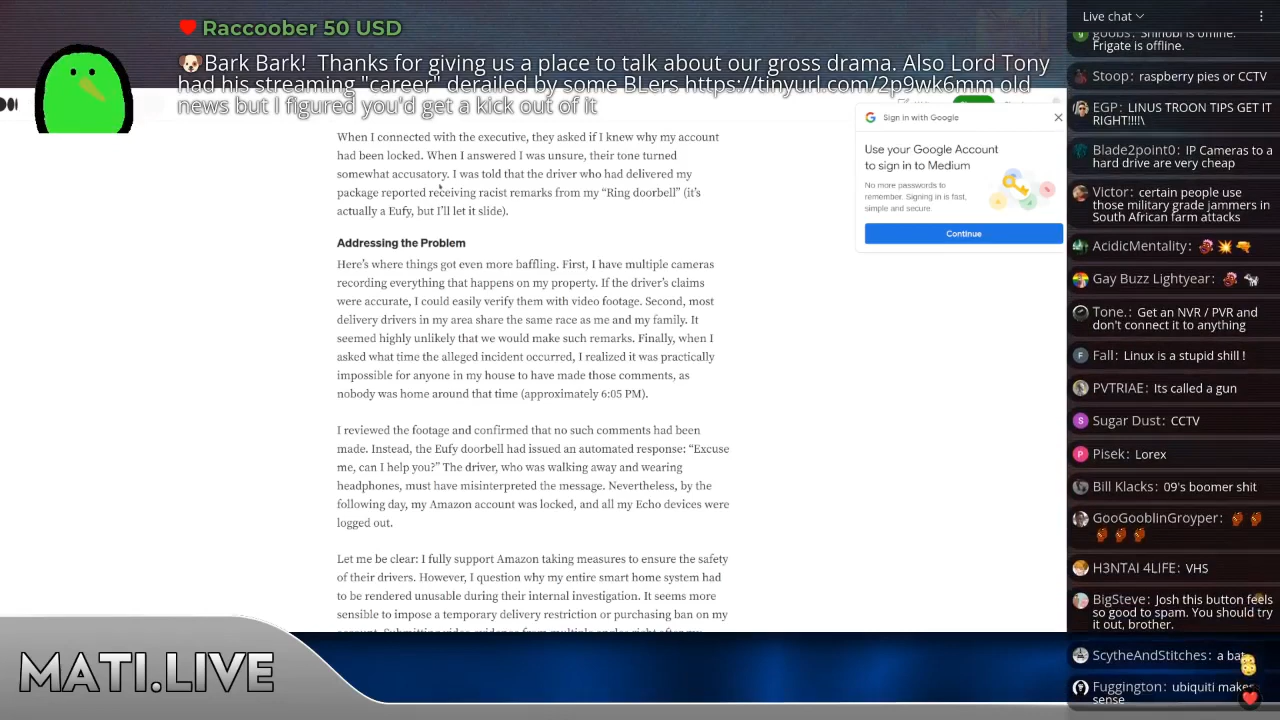 Raccoober 50 USD
🐶Bark Bark! Thanks for giving us a place to talk about our gross drama. Also Lord Tony
had his streaming "career" derailed by some BLers https://tinyurl.com/2p9wk6mm old
news but I figured you'd get a kick out of it
When I connected with the executive, they asked if I knew why my account
had been locked. When I answered I was unsure, their tone turned
somewhat accusatory. I was told that the driver who had delivered my
package reported receiving racist remarks from my “Ring doorbell” (it’s
actually a Eufy, but I’ll let it slide).
Addressing the Problem
Here’s where things got even more baffling. First, I have multiple cameras
recording everything that happens on my property. If the driver’s claims
were accurate, I could easily verify them with video footage. Second, most
delivery drivers in my area share the same race as me and my family. It
seemed highly unlikely that we would make such remarks. Finally, when I
asked what time the alleged incident occurred, I realized it was practically
impossible for anyone in my house to have made those comments, as
nobody was home around that time (approximately 6:05 PM).
I reviewed the footage and confirmed that no such comments had been
made. Instead, the Eufy doorbell had issued an automated response: “Excuse
me, can I help you?” The driver, who was walking away and wearing
headphones, must have misinterpreted the message. Nevertheless, by the
following day, my Amazon account was locked, and all my Echo devices were
logged out.
Let me be clear: I fully support Amazon taking measures to ensure the safety
of their drivers. However, I question why my entire smart home system had
to be rendered unusable during their internal investigation. It seems more
sensible to impose a temporary delivery restriction or purchasing ban on my
account. Submitting video evidence from multiple angles right after my
Sign in with Google
Use your Google Account
to sign in to Medium
No more passwords to
remember. Signing in is fast,
simple and secure.
Continue
MATI.LIVE
Live chat
goobs: Shinobi is offline.
Frigate is offline.
Stoop: raspberry pies or CCTV
EGP: LINUS TROON TIPS GET IT
RIGHT!!!!\
Blade2point0: IP Cameras to a
hard drive are very cheap
Victor: certain people use
those military grade jammers in
South African farm attacks
AcidicMentality:
Gay Buzz Lightyear:
Tone.: Get an NVR / PVR and
don't connect it to anything
Fall: Linux is a stupid shill !
PVTRIAE: Its called a gun
Sugar Dust: CCTV
Plsek: Lorex
Bill Klacks: 09's boomer shit
GooGooblinGroyper:
H3NTAI 4LIFE: VHS
BigSteve: Josh this button feels
so good to spam. You should try
it out, brother.
ScytheAndStitches: a bat
Fuggington: ubiquiti makes
sense